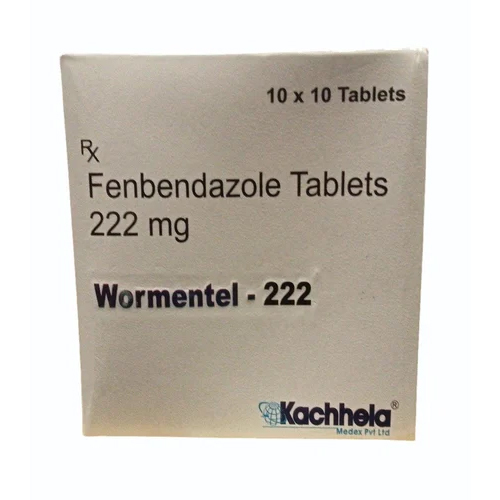 10 x 10 Tablets
Rx
Fenbendazole Tablets
222 mg
Wormentel - 222
Kachhela®
Medex Pvt Ltd